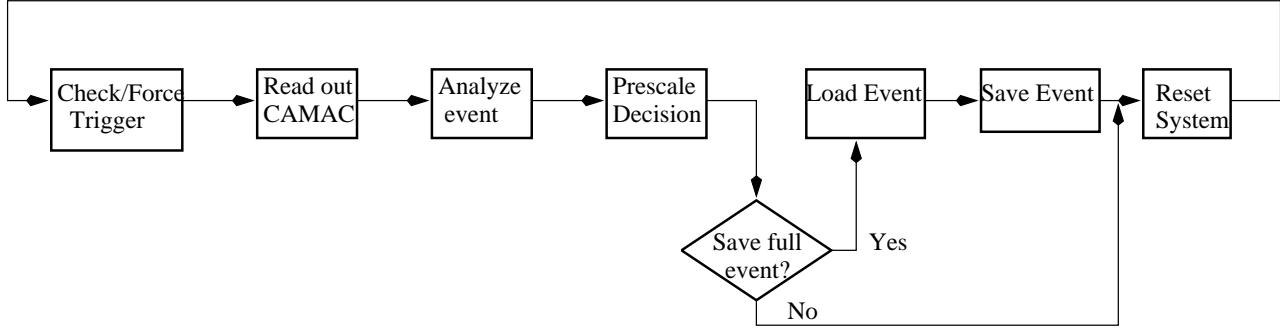 Check/Force
Trigger
Read out
CAMAC
Analyze
event
Prescale
Decision
Save full
event?
Yes
No
Load Event
Save Event
Reset
System